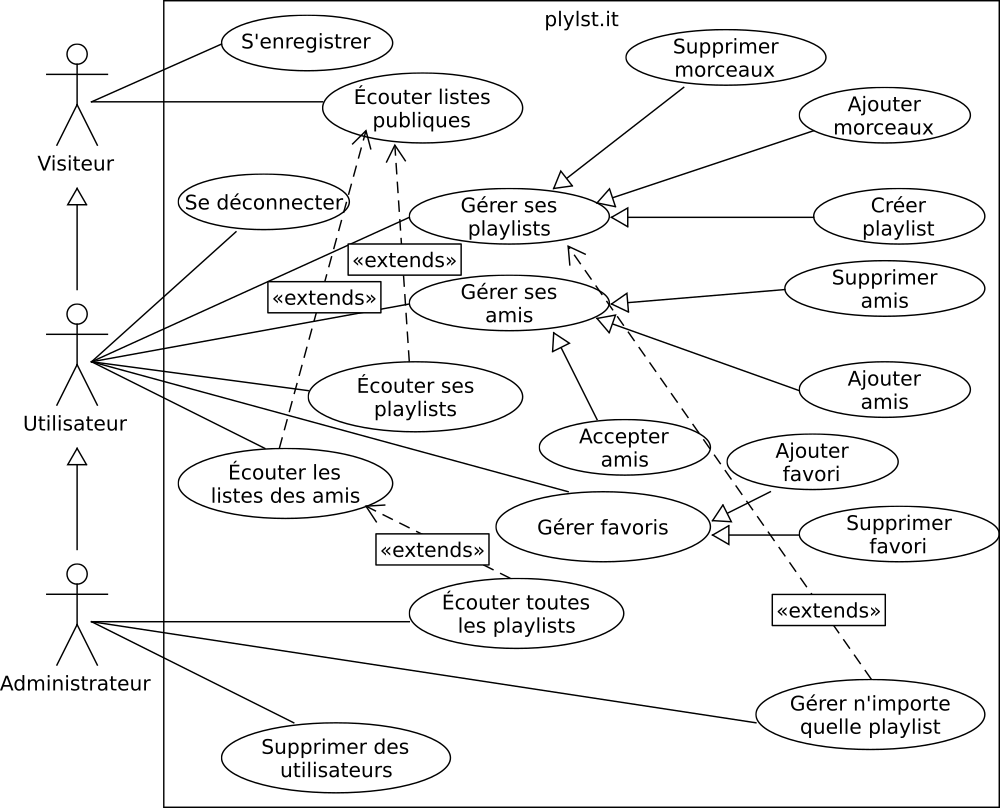 plylst.it
S'enregistrer
Supprimer
morceaux
Écouter listes
publiques
Ajouter
morceaux
Visiteur
Se déconnecter
Gérer ses
playlists
Créer
playlist
«extends»
«extends»
Gérer ses
amis
Supprimer
amis
Utilisateur
Écouter ses
playlists
Ajouter
amis
Accepter
amis
Ajouter
favori
Écouter les
listes des amis
Gérer favoris
Supprimer
favori
«extends»
Écouter toutes
les playlists
«extends»
Administrateur
Gérer n'importe
quelle playlist
Supprimer des
utilisateurs